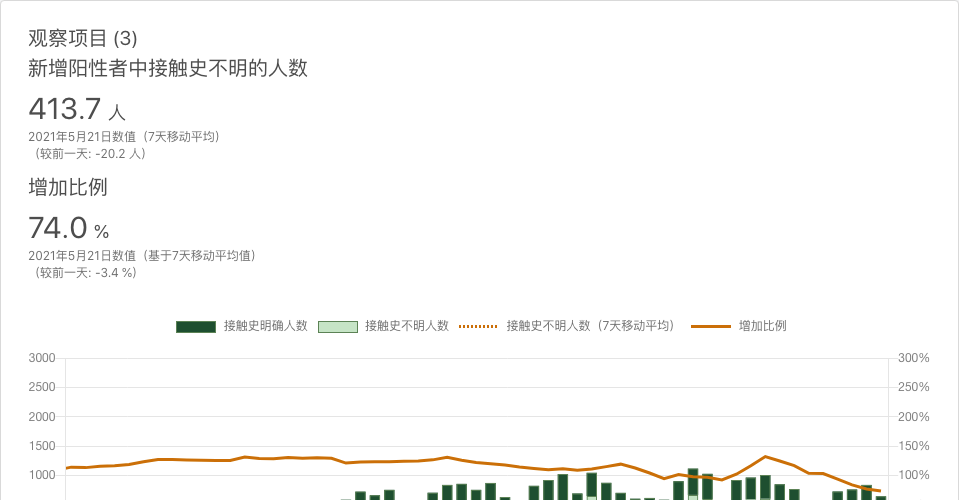 观察项目 (3)
新增阳性者中接触史不明的人数
413.7 人
2021年5月21日数值（7天移动平均）
（较前一天: -20.2 人）
增加比例
74.0 %
2021年5月21日数值（基于7天移动平均值）
（较前一天: -3.4 %）
接触史明确人数 接触史不明人数 接触史不明人数（7天移动平均） 增加比例
3000 300%
2500 250%
2000 200%
1500 150%
1000 100%